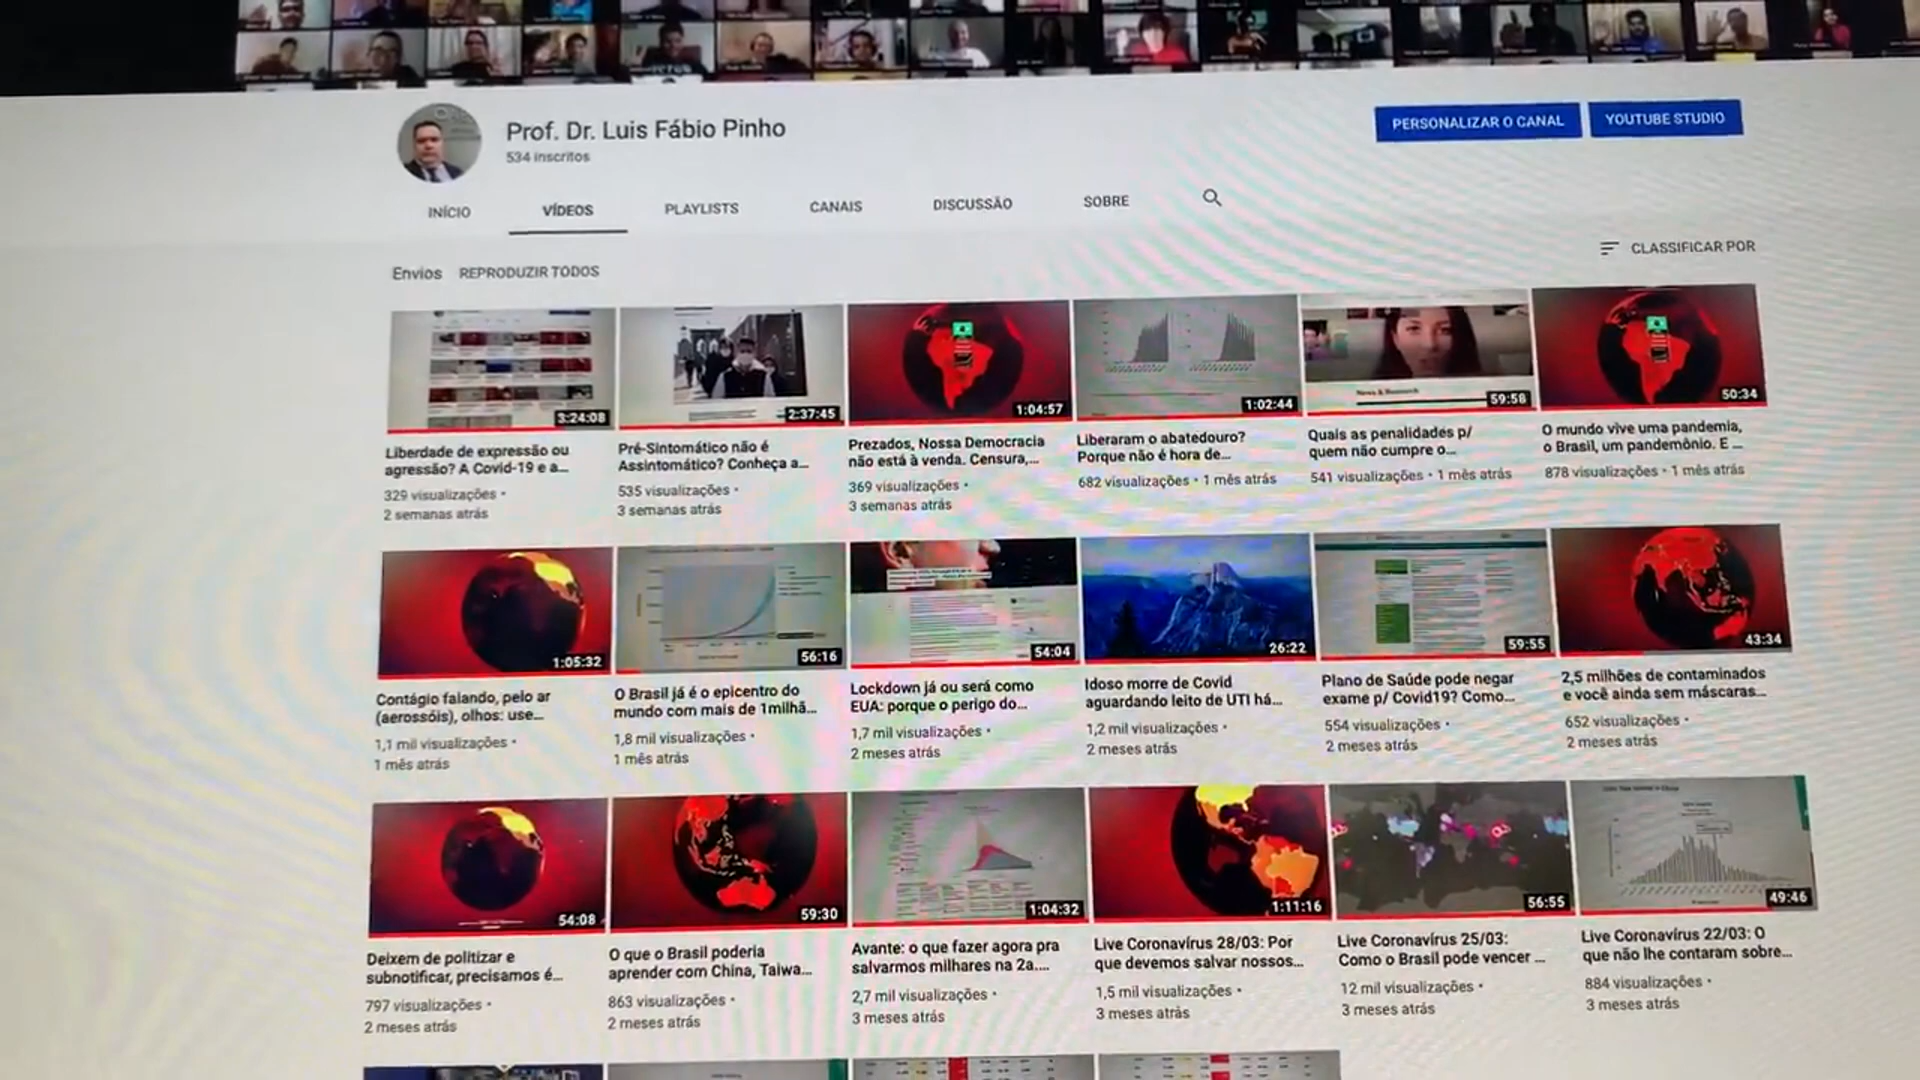 Prof. Dr. Luis Fábio Pinho
534 inscritos
PERSONALIZAR O CANAL
YOUTUBE STUDIO
INÍCIO
VÍDEOS
PLAYLISTS
CANAIS
DISCUSSÃO
SOBRE
Envios
REPRODUZIR TODOS
CLASSIFICAR POR
3:24:08
Liberdade de expressão ou
agressão? A Covid-19 e a...
329 visualizações •
2 semanas atrás
2:37:45
Pré-Sintomático não é
Assintomático? Conheça a...
535 visualizações •
3 semanas atrás
1:04:57
Prezados, Nossa Democracia
não está à venda. Censura,...
369 visualizações •
3 semanas atrás
1:02:44
Liberaram o abatedouro?
Porque não é hora de...
682 visualizações • 1 mês atrás
News & Research
59:58
Quais as penalidades p/
quem não cumpre o...
541 visualizações • 1 mês atrás
50:34
O mundo vive uma pandemia,
o Brasil, um pandemônio. E ...
878 visualizações • 1 mês atrás
1:05:32
Contágio falando, pelo ar
(aerossóis), olhos: use...
1,1 mil visualizações •
1 mês atrás
56:16
O Brasil já é o epicentro do
mundo com mais de 1milhã...
1,8 mil visualizações •
1 mês atrás
54:04
Lockdown já ou será como
EUA: porque o perigo do...
1,7 mil visualizações •
2 meses atrás
26:22
Idoso morre de Covid
aguardando leito de UTI há...
1,2 mil visualizações •
2 meses atrás
59:55
Plano de Saúde pode negar
exame p/ Covid19? Como...
554 visualizações •
2 meses atrás
43:34
2,5 milhões de contaminados
e você ainda sem máscaras...
652 visualizações •
2 meses atrás
54:08
Deixem de politizar e
subnotificar, precisamos é...
797 visualizações •
2 meses atrás
59:30
O que o Brasil poderia
aprender com China, Taiwa...
863 visualizações •
2 meses atrás
1:04:32
Avante: o que fazer agora pra
salvarmos milhares na 2a....
2,7 mil visualizações •
3 meses atrás
1:11:16
Live Coronavírus 28/03: Por
que devemos salvar nossos...
1,5 mil visualizações •
3 meses atrás
56:55
Live Coronavírus 25/03:
Como o Brasil pode vencer ...
12 mil visualizações •
3 meses atrás
49:46
Live Coronavírus 22/03: O
que não lhe contaram sobre...
884 visualizações •
3 meses atrás